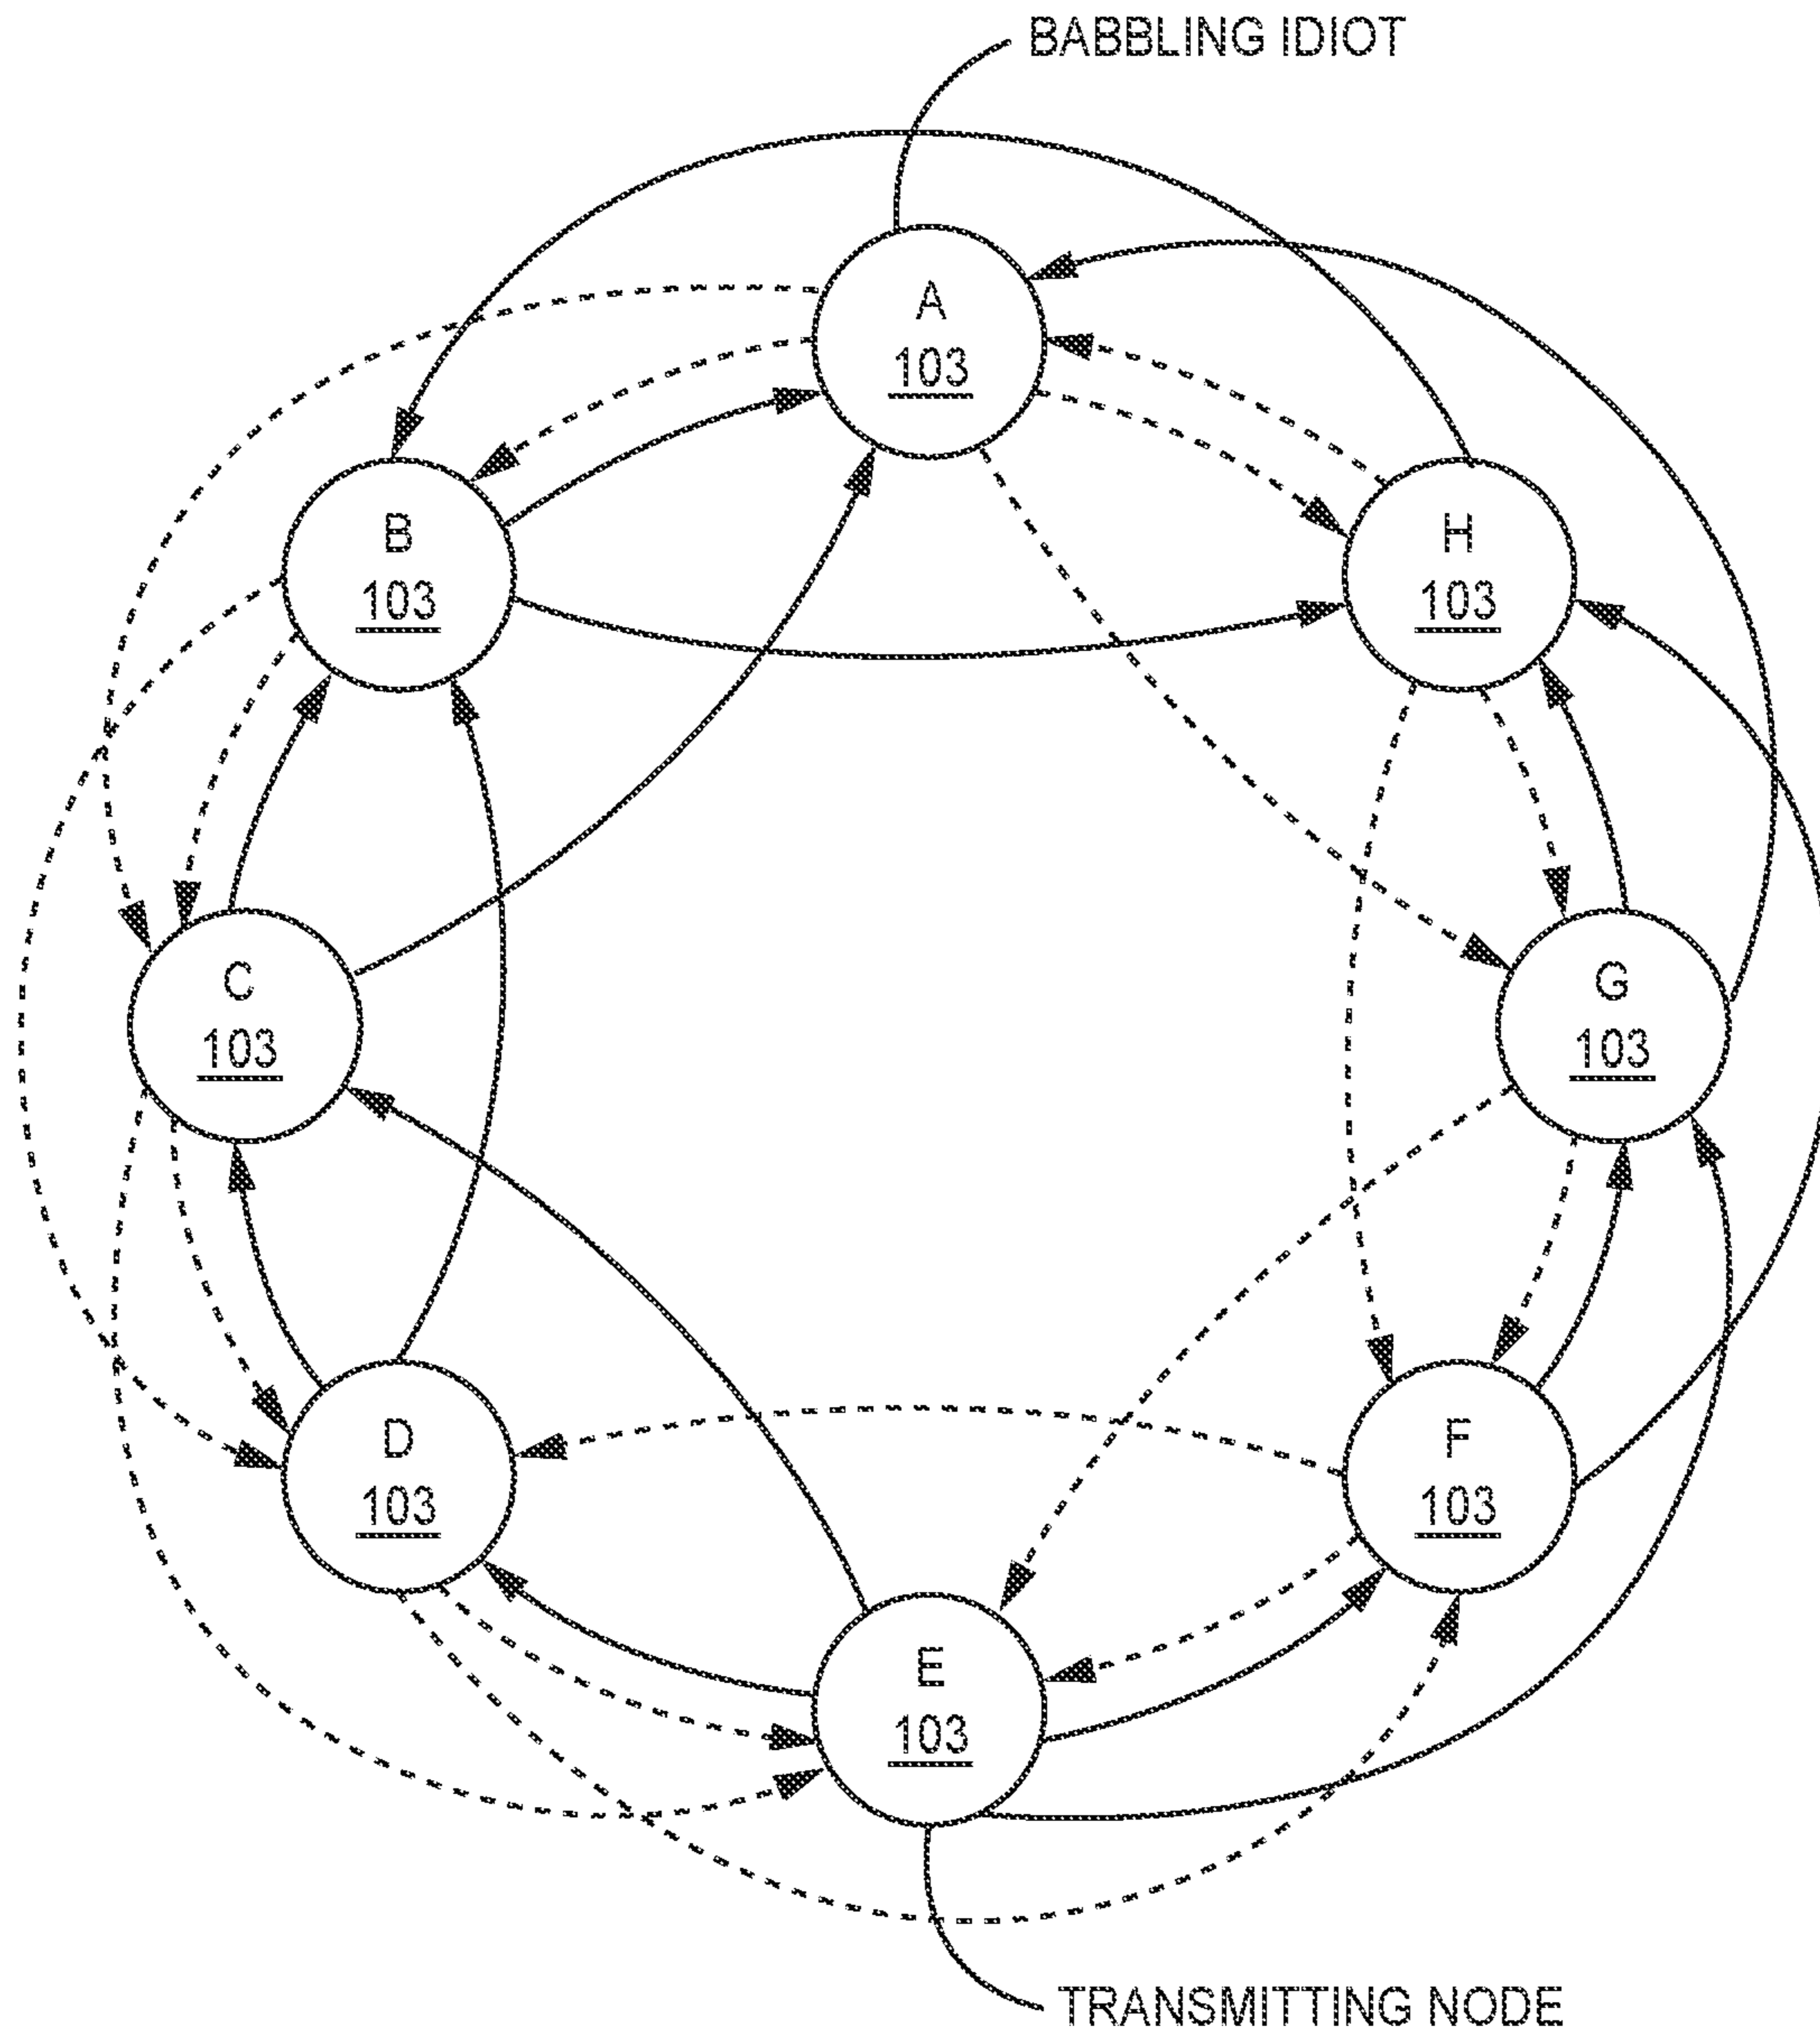 BABBLING IDIOT
A
103
B
103
H
103
C
103
G
103
D
103
F
103
E
103
TRANSMITTING NODE